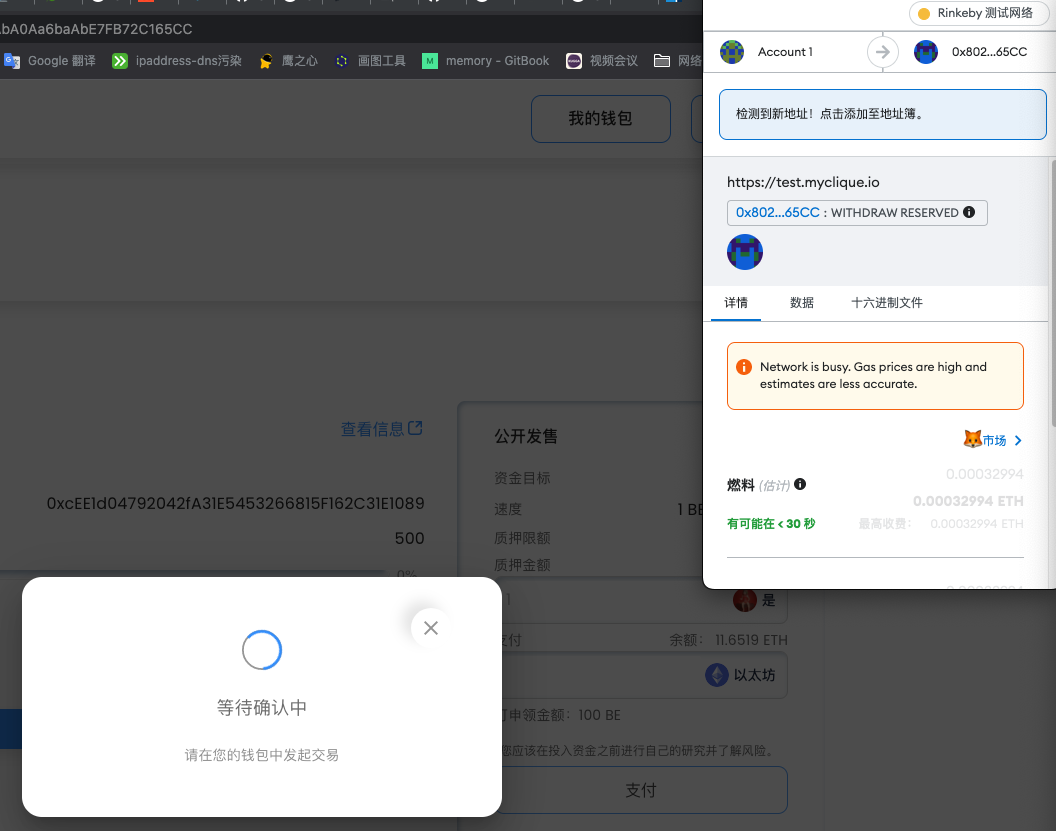 bA0Aa6baAbE7FB72C165CC
Google 翻译
ipaddress-dns污染
鹰之心
画图工具
M
memory - GitBook
视频会议
网络
我的钱包
查看信息
0xcEE1d04792042fA31E5453266815F162C31E1089
500
0%
公开发售
资金目标
速度
1 BE
质押限额
质押金额
1
是
支付
余额： 11.6519 ETH
以太坊
可申领金额：100 BE
您应该在投入资金之前进行自己的研究并了解风险。
支付
等待确认中
请在您的钱包中发起交易
Rinkeby 测试网络
Account 1
0x802...65CC
检测到新地址！点击添加至地址簿。
https://test.myclique.io
0x802...65CC : WITHDRAW RESERVED
详情
数据
十六进制文件
Network is busy. Gas prices are high and
estimates are less accurate.
市场
0.00032994
燃料 (估计)
0.00032994 ETH
有可能在 < 30 秒
最高收费： 0.00032994 ETH